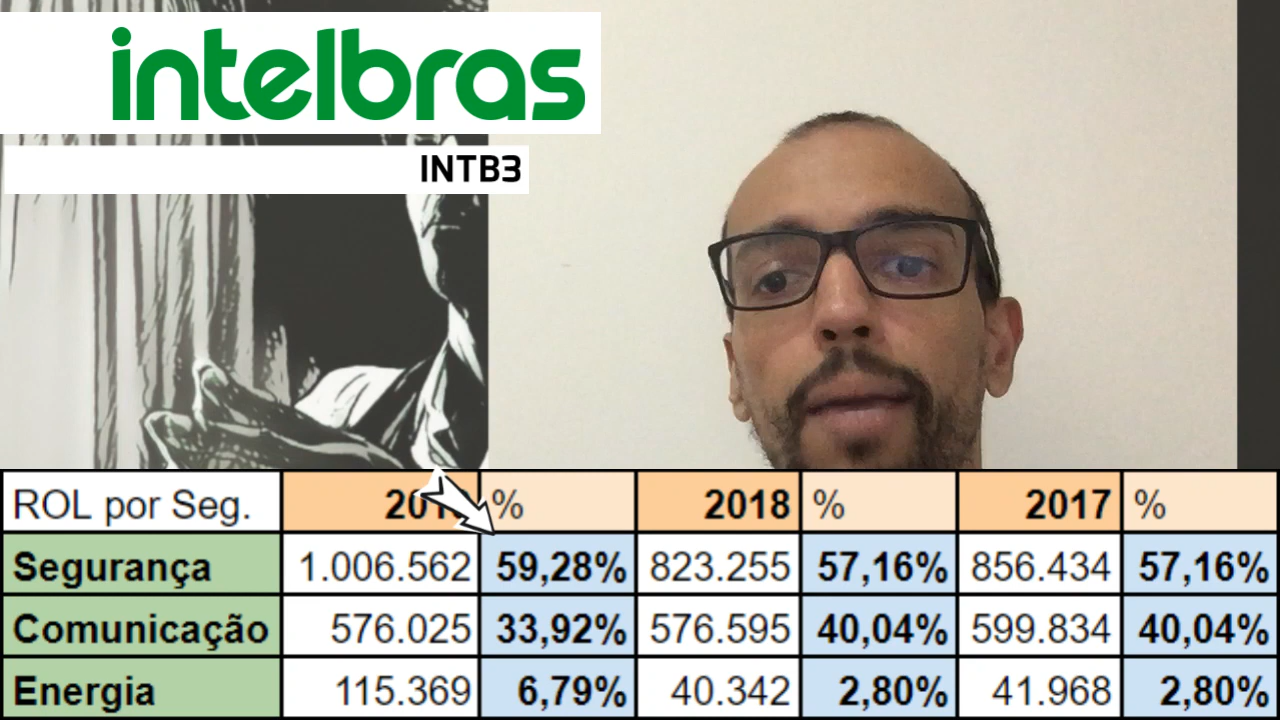 intelbras
INTB3
ROL por Seg. % 2018 % 2017 %
Segurança 1.006.562 59,28% 823.255 57,16% 856.434 57,16%
Comunicação 576.025 33,92% 576.595 40,04% 599.834 40,04%
Energia 115.369 6,79% 40.342 2,80% 41.968 2,80%